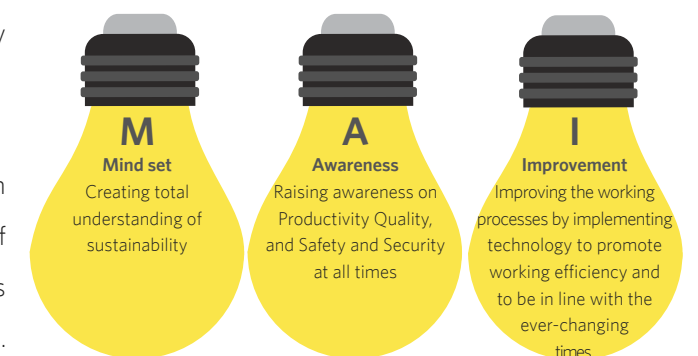 y
n
f
s
.
M
Mind set
Creating total
understanding of
sustainability
A
Awareness
Raising awareness on
Productivity Quality,
and Safety and Security
at all times
I
Improvement
Improving the working
processes by implementing
technology to promote
working efficiency and
to be in line with the
ever-changing
times